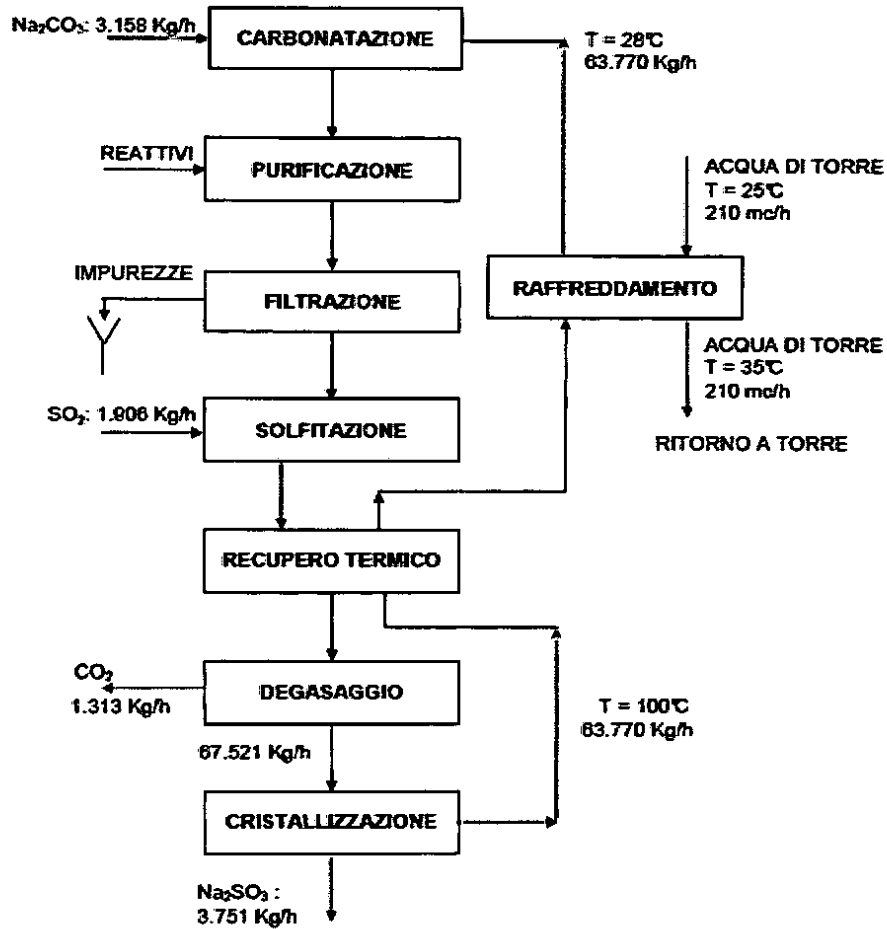 Na₂CO₃: 3.158 Kg/h
CARBONATAZIONE
T = 28°C
63.770 Kg/h
REATTIVI
PURIFICAZIONE
ACQUA DI TORRE
T = 25°C
210 mc/h
IMPUREZZE
FILTRAZIONE
RAFFREDDAMENTO
ACQUA DI TORRE
T = 35°C
210 mc/h
SO₂: 1.906 Kg/h
SOLFITAZIONE
RITORNO A TORRE
RECUPERO TERMICO
CO₂
1.313 Kg/h
DEGASAGGIO
T = 100°C
63.770 Kg/h
67.521 Kg/h
CRISTALLIZZAZIONE
Na₂SO₃ :
3.751 Kg/h